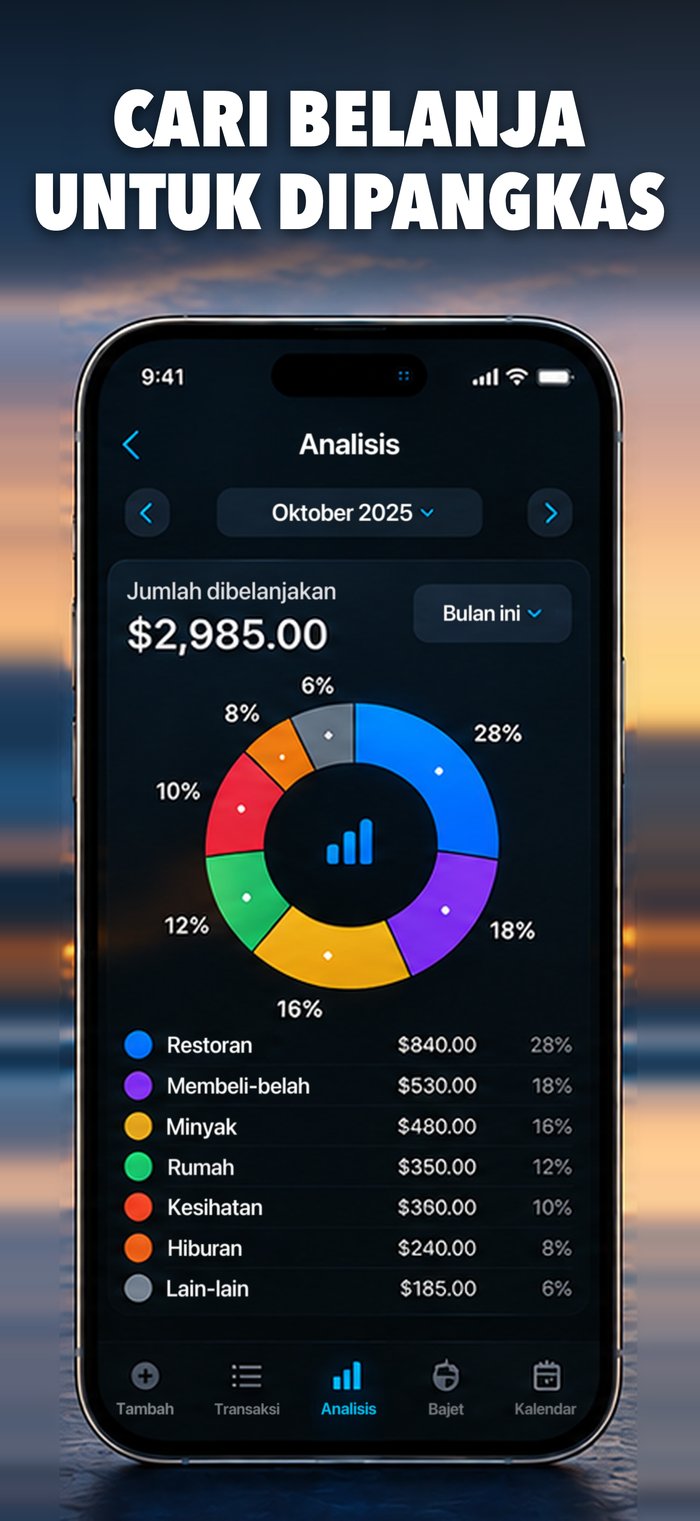 CARI BELANJA
UNTUK DIPANGKAS
9:41
Analisis
Oktober 2025
Jumlah dibelanjakan
$2,985.00
Bulan ini
6%
8%
28%
10%
12%
18%
16%
Restoran $840.00 28%
Membeli-belah $530.00 18%
Minyak $480.00 16%
Rumah $350.00 12%
Kesihatan $360.00 10%
Hiburan $240.00 8%
Lain-lain $185.00 6%
Tambah Transaksi Analisis Bajet Kalendar